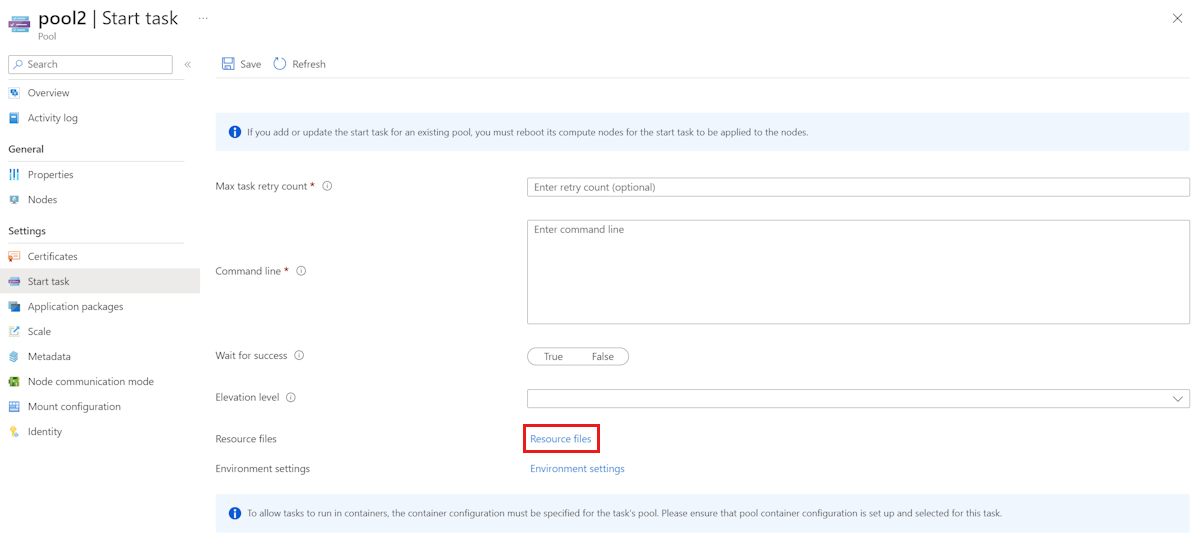 pool2 | Start task ...
Pool
Search «
Overview
Activity log
General
Properties
Nodes
Settings
Certificates
Start task
Application packages
Scale
Metadata
Node communication mode
Mount configuration
Identity
Save Refresh
If you add or update the start task for an existing pool, you must reboot its compute nodes for the start task to be applied to the nodes.
Max task retry count *
Enter retry count (optional)
Command line *
Enter command line
Wait for success
True False
Elevation level
Resource files Resource files
Environment settings Environment settings
To allow tasks to run in containers, the container configuration must be specified for the task's pool. Please ensure that pool container configuration is set up and selected for this task.